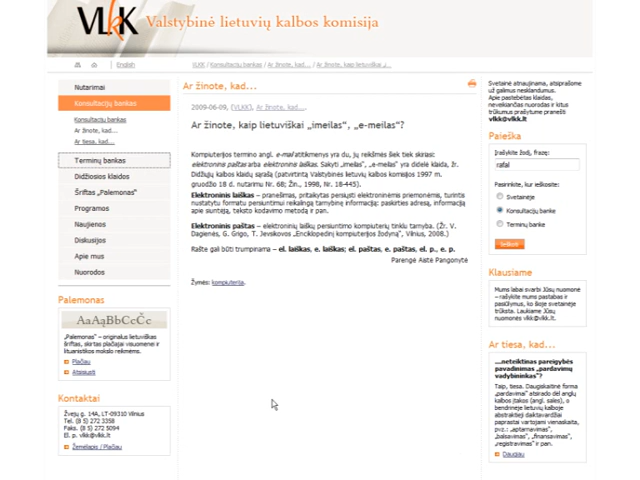 VLkK Valstybinė lietuvių kalbos komisija
English
VLKK / Konsultacijų bankas / Ar žinote, kad... / Ar žinote, kaip lietuviškai „i...
Nutarimai
Konsultacijų bankas
Konsultacijų bankas
Ar žinote, kad...
Ar tiesa, kad...
Terminų bankas
Didžiosios klaidos
Šriftas „Palemonas“
Programos
Naujienos
Diskusijos
Apie mus
Nuorodos
Palemonas
AaĄąBbCcČč
„Palemonas“ – originalus lietuviškas
šriftas, skirtas plačiajai visuomenei ir
lituanistikos mokslo reikmėms.
Plačiau
Atsisiųsti
Kontaktai
Žvejų g. 14A, LT-09310 Vilnius
Tel. (8 5) 272 3358
Faks. (8 5) 272 5094
El. p. vlkk@vlkk.lt
Žemėlapis / Plačiau
Ar žinote, kad...
2009-06-09, (VLKK), Ar žinote, kad...
Ar žinote, kaip lietuviškai „imeilas“, „e-meilas“?
Kompiuterijos termino angl. e-mail atitikmenys yra du, jų reikšmės šiek tiek skiriasi:
elektroninis paštas arba elektroninis laiškas. Sakyti „imeilas“, „e-meilas“ yra didelė klaida, žr.
Didžiųjų kalbos klaidų sąrašą (patvirtintą Valstybinės lietuvių kalbos komisijos 1997 m.
gruodžio 18 d. nutarimu Nr. 68; Žin., 1998, Nr. 18-445).
Elektroninis laiškas – pranešimas, pritaikytas persiųsti elektroninėmis priemonėmis, turintis
nustatytu formatu persiuntimui reikalingą tarnybinę informaciją: paskirties adresą, informaciją
apie siuntėją, teksto kodavimo metodą ir pan.
Elektroninis paštas – elektroninių laiškų persiuntimo kompiuterių tinklu tarnyba. (Žr. V.
Dagienės, G. Grigo, T. Jevsikovos „Enciklopedinį kompiuterijos žodyną“, Vilnius, 2008.)
Rašte gali būti trumpinama – el. laiškas, e. laiškas; el. paštas, e. paštas, el. p., e. p.
Parengė Aistė Pangonytė
Žymės: kompiuterija.
Svetainė atnaujinama, atsiprašome
už galimus nesklandumus.
Apie pastebėtas klaidas,
neveikiančias nuorodas ir kitus
trūkumus prašytume pranešti
vlkk@vlkk.lt
Paieška
Įrašykite žodį, frazę:
rafal
Pasirinkite, kur ieškosite:
Svetainėje
Konsultacijų banke
Terminų banke
Ieškoti
Klausiame
Mums labai svarbi Jūsų nuomonė
– rašykite mums pastabas ir
pasiūlymus, ko šioje svetainėje
trūksta. Laukiame Jūsų
nuomonės vlkk@vlkk.lt.
Ar tiesa, kad...
...neteiktinas pareigybės
pavadinimas „pardavimų
vadybininkas“?
Taip, tiesa. Daugiskaitinė forma
„pardavimai“ atsirado dėl anglų
kalbos įtakos (angl. sales), o
bendrinėje lietuvių kalboje
abstraktieji daiktavardžiai
paprastai vartojami vienaskaita,
pvz.: „aptarnavimas“,
„balsavimas“, „finansavimas“,
„registravimas“ ir pan.
Daugiau